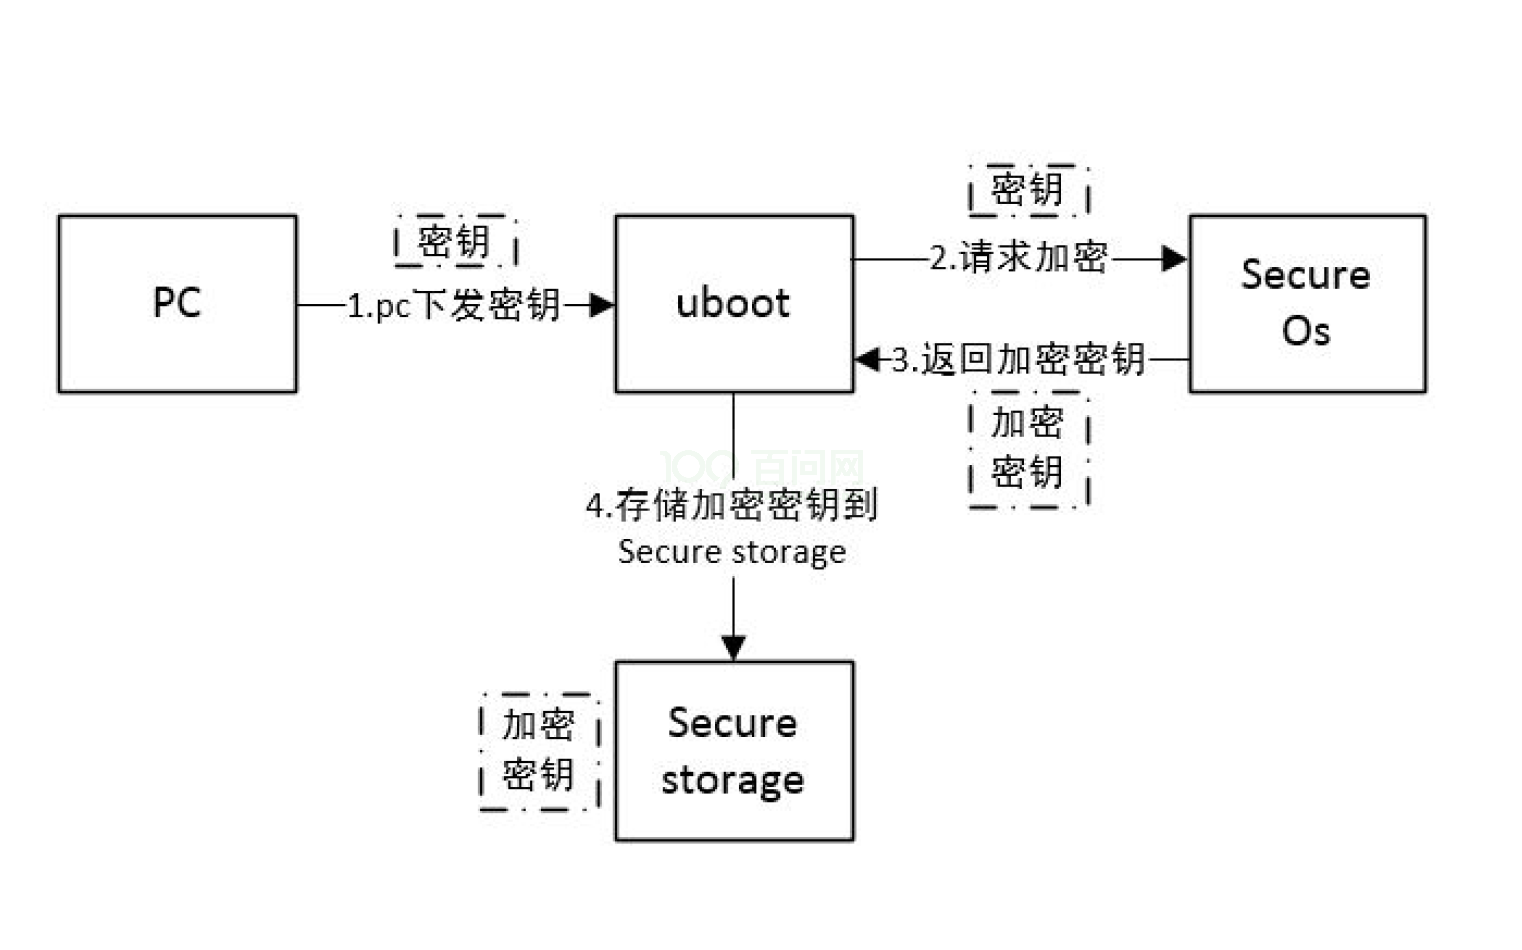 密钥
PC
1.pc下发密钥
uboot
密钥
2.请求加密
Secure
Os
3.返回加密密钥
加密
密钥
100 百问网
4.存储加密密钥到
Secure storage
加密
密钥
Secure
storage